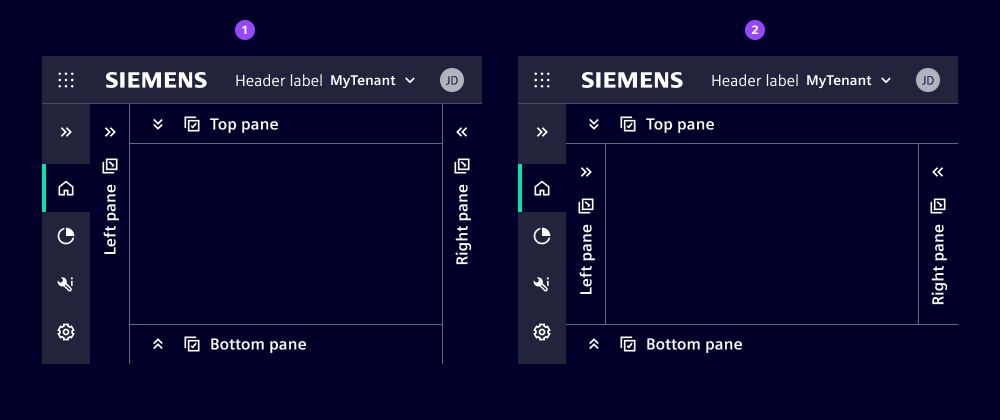 1
SIEMENS Header label MyTenant JD
Top pane
Left pane
Right pane
Bottom pane
2
SIEMENS Header label MyTenant JD
Top pane
Left pane
Right pane
Bottom pane